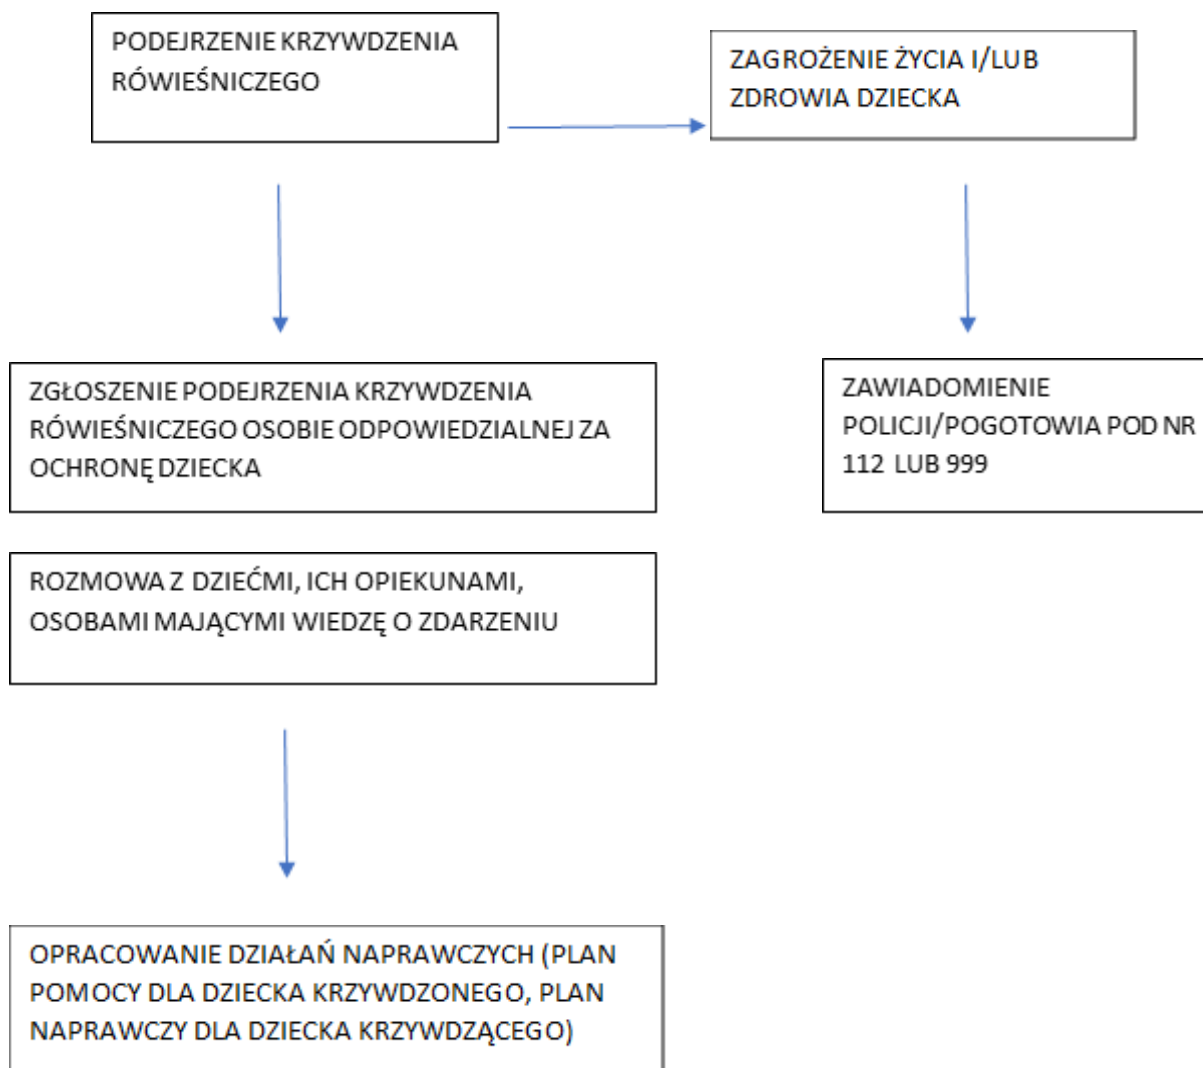 PODEJRZENIE KRZYWDZENIA
RÓWIEŚNICZEGO
ZAGROŻENIE ŻYCIA I/LUB
ZDROWIA DZIECKA
ZGŁOSZENIE PODEJRZENIA KRZYWDZENIA
RÓWIEŚNICZEGO OSOBIE ODPOWIEDZIALNEJ ZA
OCHRONĘ DZIECKA
ZAWIADOMIENIE
POLICJI/POGOTOWIA POD NR
112 LUB 999
ROZMOWA Z DZIEĆMI, ICH OPIEKUNAMI,
OSOBAMI MAJĄCYMI WIEDZĘ O ZDARZENIU
OPRACOWANIE DZIAŁAŃ NAPRAWCZYCH (PLAN
POMOCY DLA DZIECKA KRZYWDZONEGO, PLAN
NAPRAWCZY DLA DZIECKA KRZYWDZĄCEGO)